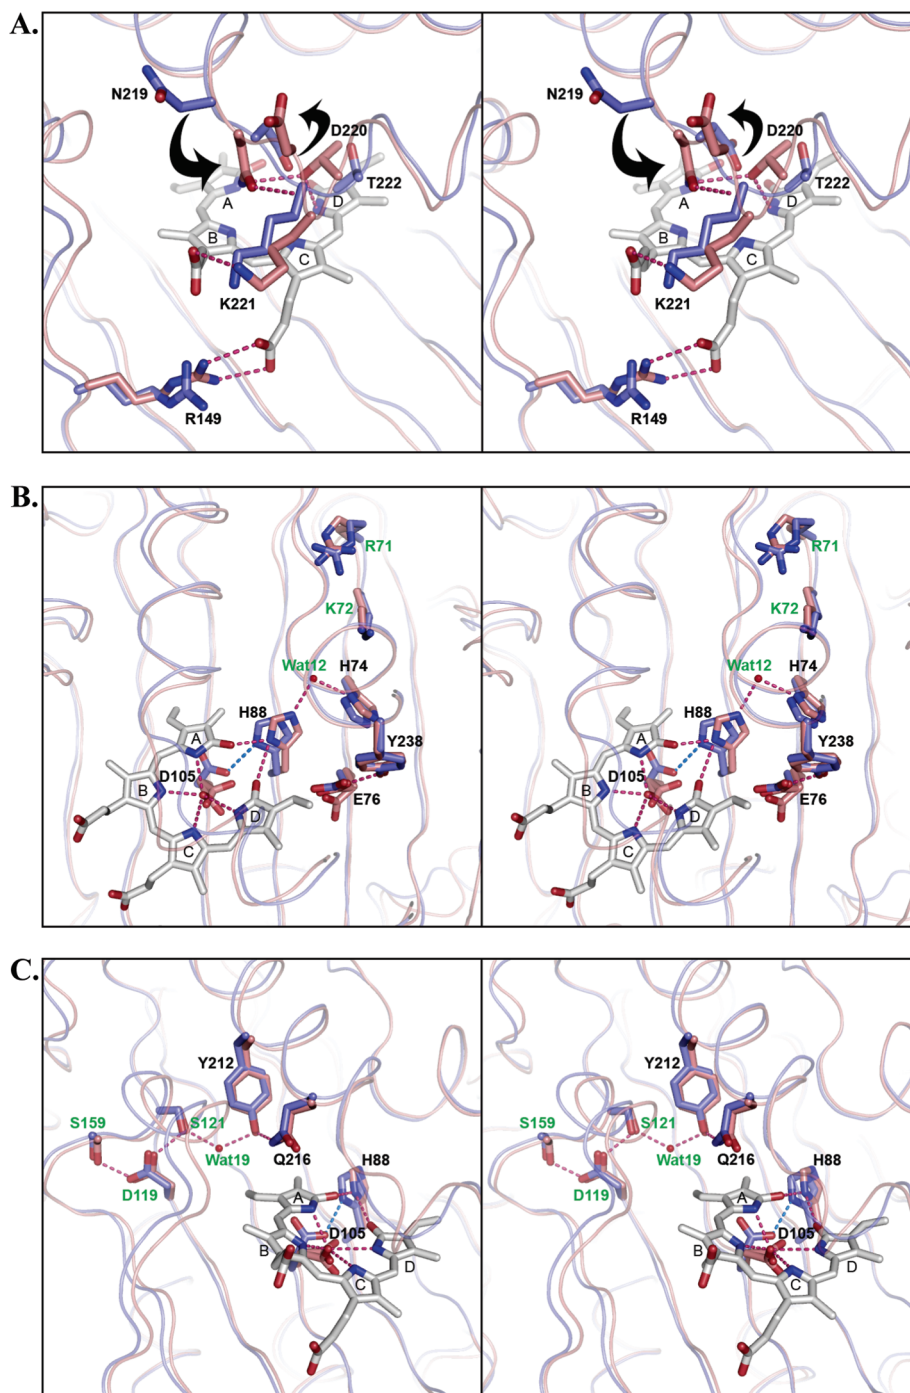 A.
N219 D220 N219 D220
A D T222 A D T222
B B
C C
K221 K221
R149 R149
B.
R71 R71
K72 K72
Wat12 H74 Wat12 H74
H88 H88
A Y238 A Y238
D105 D105
B E76 B E76
D D
C C
C.
Y212 Y212
S159 S121 S159 S121
Wat19 Wat19
Q216 H88 Q216 H88
D119 D119
A A
D105 D105
B B
D D
C C